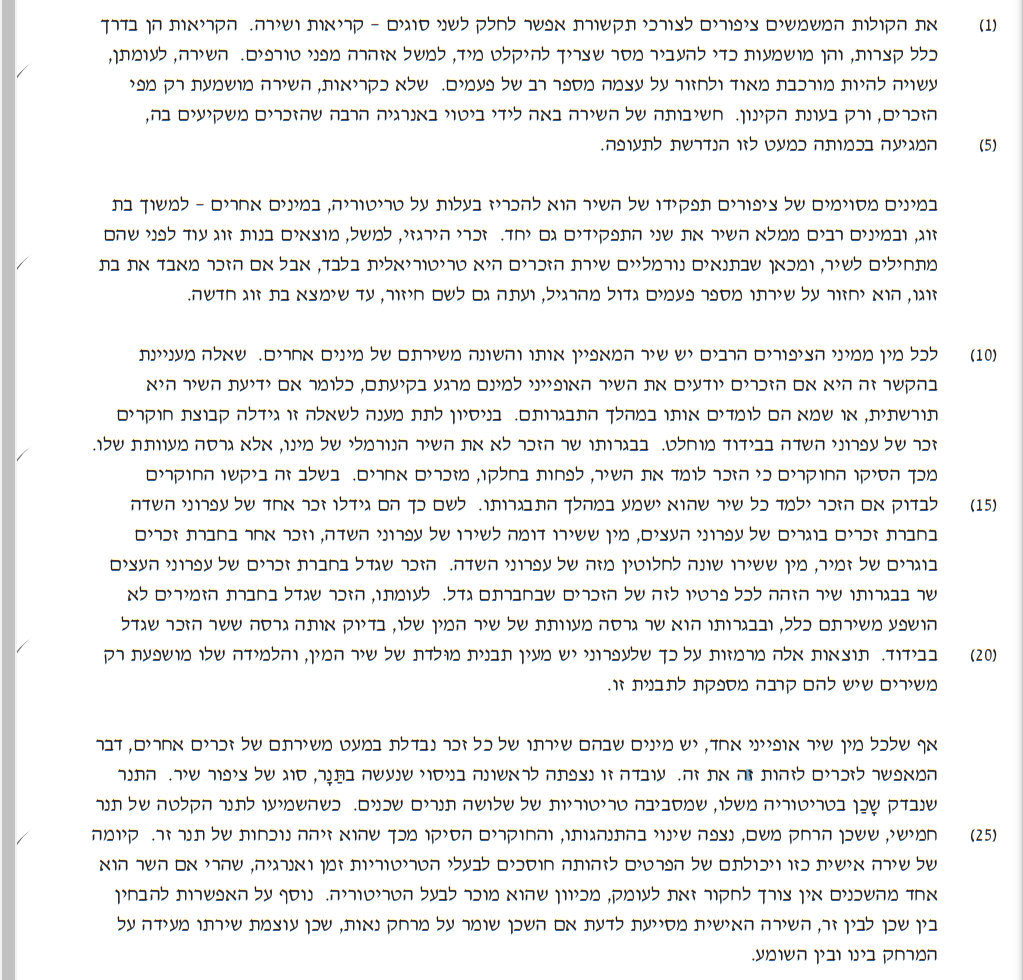 (1) את הקולות המשמשים ציפורים לצורכי תקשורת אפשר לחלק לשני סוגים – קריאות ושירה. הקריאות הן בדרך
כלל קצרות, והן מושמעות כדי להעביר מסר שצריך להיקלט מיד, למשל אזהרה מפני טורפים. השירה, לעומתן,
עשויה להיות מורכבת מאוד ולחזור על עצמה מספר רב של פעמים. שלא כקריאות, השירה מושמעת רק מפי
הזכרים, ורק בעונת הקינון. חשיבותה של השירה באה לידי ביטוי באנרגיה הרבה שהזכרים משקיעים בה,
(5) המגיעה בכמותה כמעט לזו הנדרשת לתעופה.
במינים מסוימים של ציפורים תפקידו של השיר הוא להכריז בעלות על טריטוריה, במינים אחרים – למשוך בת
זוג, ובמינים רבים ממלא השיר את שני התפקידים גם יחד. זכרי הירגזי, למשל, מוצאים בנות זוג עוד לפני שהם
מתחילים לשיר, ומכאן שבתנאים נורמליים שירת הזכרים היא טריטוריאלית בלבד, אבל אם הזכר מאבד את בת
זוגו, הוא יחזור על שירתו מספר פעמים גדול מהרגיל, ועתה גם לשם חיזור, עד שימצא בת זוג חדשה.
(10) לכל מין ממיני הציפורים הרבים יש שיר המאפיין אותו והשונה משירתם של מינים אחרים. שאלה מעניינת
בהקשר זה היא אם הזכרים יודעים את השיר האופייני למינם מרגע בקיעתם, כלומר אם ידיעת השיר היא
תורשתית, או שמא הם לומדים אותו במהלך התבגרותם. בניסיון לתת מענה לשאלה זו גידלה קבוצת חוקרים
זכר של עפרוני השדה בבידוד מוחלט. בבגרותו שר הזכר לא את השיר הנורמלי של מינו, אלא גרסה מעוותת שלו.
מכך הסיקו החוקרים כי הזכר לומד את השיר, לפחות בחלקו, מזכרים אחרים. בשלב זה ביקשו החוקרים
(15) לבדוק אם הזכר ילמד כל שיר שהוא ישמע במהלך התבגרותו. לשם כך הם גידלו זכר אחד של עפרוני השדה
בחברת זכרים בוגרים של עפרוני העצים, מין ששירו דומה לשירו של עפרוני השדה, וזכר אחר בחברת זכרים
בוגרים של זמיר, מין ששירו שונה לחלוטין מזה של עפרוני השדה. הזכר שגדל בחברת זכרים של עפרוני העצים
שר בבגרותו שיר הזהה לכל פרטיו לזה של הזכרים שבחברתם גדל. לעומתו, הזכר שגדל בחברת הזמירים לא
הושפע משירתם כלל, ובבגרותו הוא שר גרסה מעוותת של שיר המין שלו, בדיוק אותה גרסה ששר הזכר שגדל
(20) בבידוד. תוצאות אלה מרמזות על כך שלעפרוני יש מעין תבנית מוּלדת של שיר המין, והלמידה שלו מושפעת רק
משירים שיש להם קרבה מספקת לתבנית זו.
אף שלכל מין שיר אופייני אחד, יש מינים שבהם שירתו של כל זכר נבדלת במעט משירתם של זכרים אחרים, דבר
המאפשר לזכרים לזהות זה את זה. עובדה זו נצפתה לראשונה בניסוי שנעשה בתַּנָר, סוג של ציפור שיר. התנר
שנבדק שָכַן בטריטוריה משלו, שמסביבה טריטוריות של שלושה תנרים שכנים. כשהשמיעו לתנר הקלטה של תנר
(25) חמישי, ששכן הרחק משם, נצפה שינוי בהתנהגותו, והחוקרים הסיקו מכך שהוא זיהה נוכחות של תנר זר. קיומה
של שירה אישית כזו ויכולתם של הפרטים לזהותה חוסכים לבעלי הטריטוריות זמן ואנרגיה, שהרי אם השר הוא
אחד מהשכנים אין צורך לחקור זאת לעומק, מכיוון שהוא מוכר לבעל הטריטוריה. נוסף על האפשרות להבחין
בין שכן לבין זר, השירה האישית מסייעת לדעת אם השכן שומר על מרחק נאות, שכן עוצמת שירתו מעידה על
המרחק בינו ובין השומע.